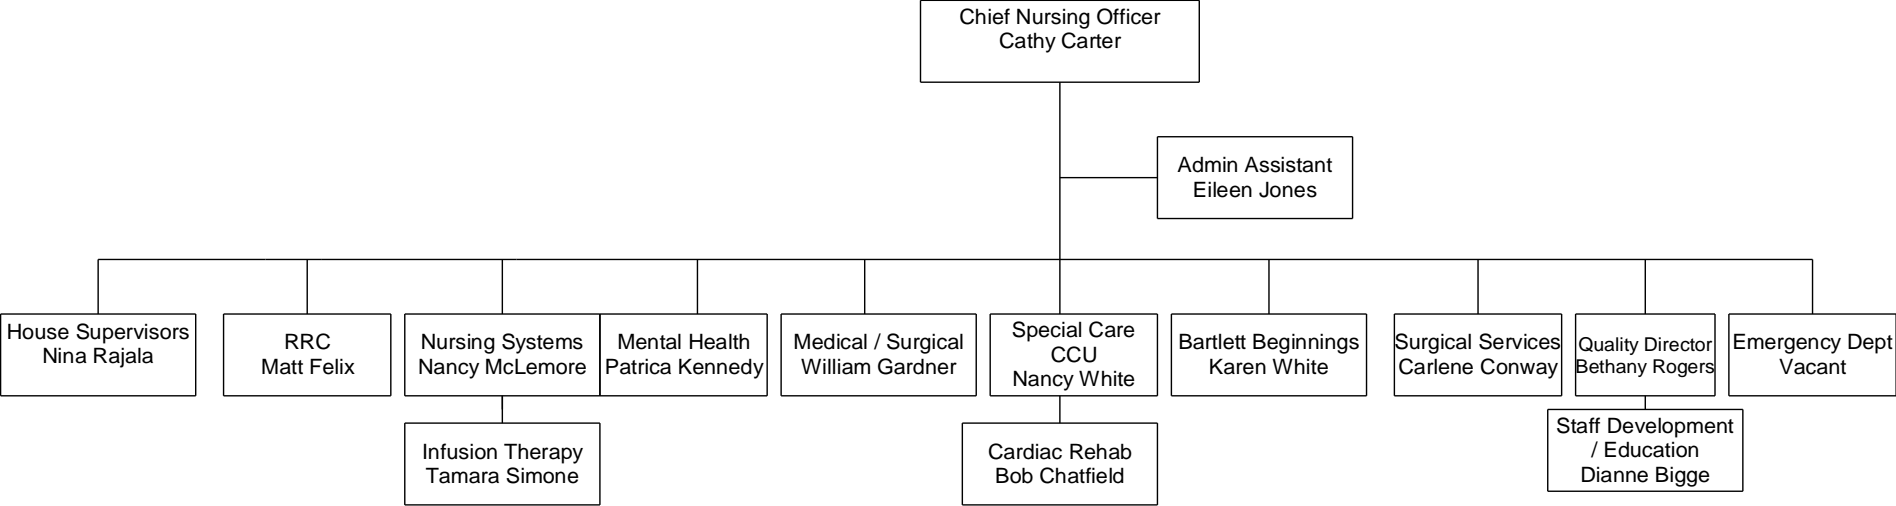 Chief Nursing Officer
Cathy Carter
Admin Assistant
Eileen Jones
House Supervisors
Nina Rajala
RRC
Matt Felix
Nursing Systems
Nancy McLemore
Mental Health
Patrica Kennedy
Medical / Surgical
William Gardner
Special Care
CCU
Nancy White
Bartlett Beginnings
Karen White
Surgical Services
Carlene Conway
Quality Director
Bethany Rogers
Emergency Dept
Vacant
Infusion Therapy
Tamara Simone
Cardiac Rehab
Bob Chatfield
Staff Development
/ Education
Dianne Bigge